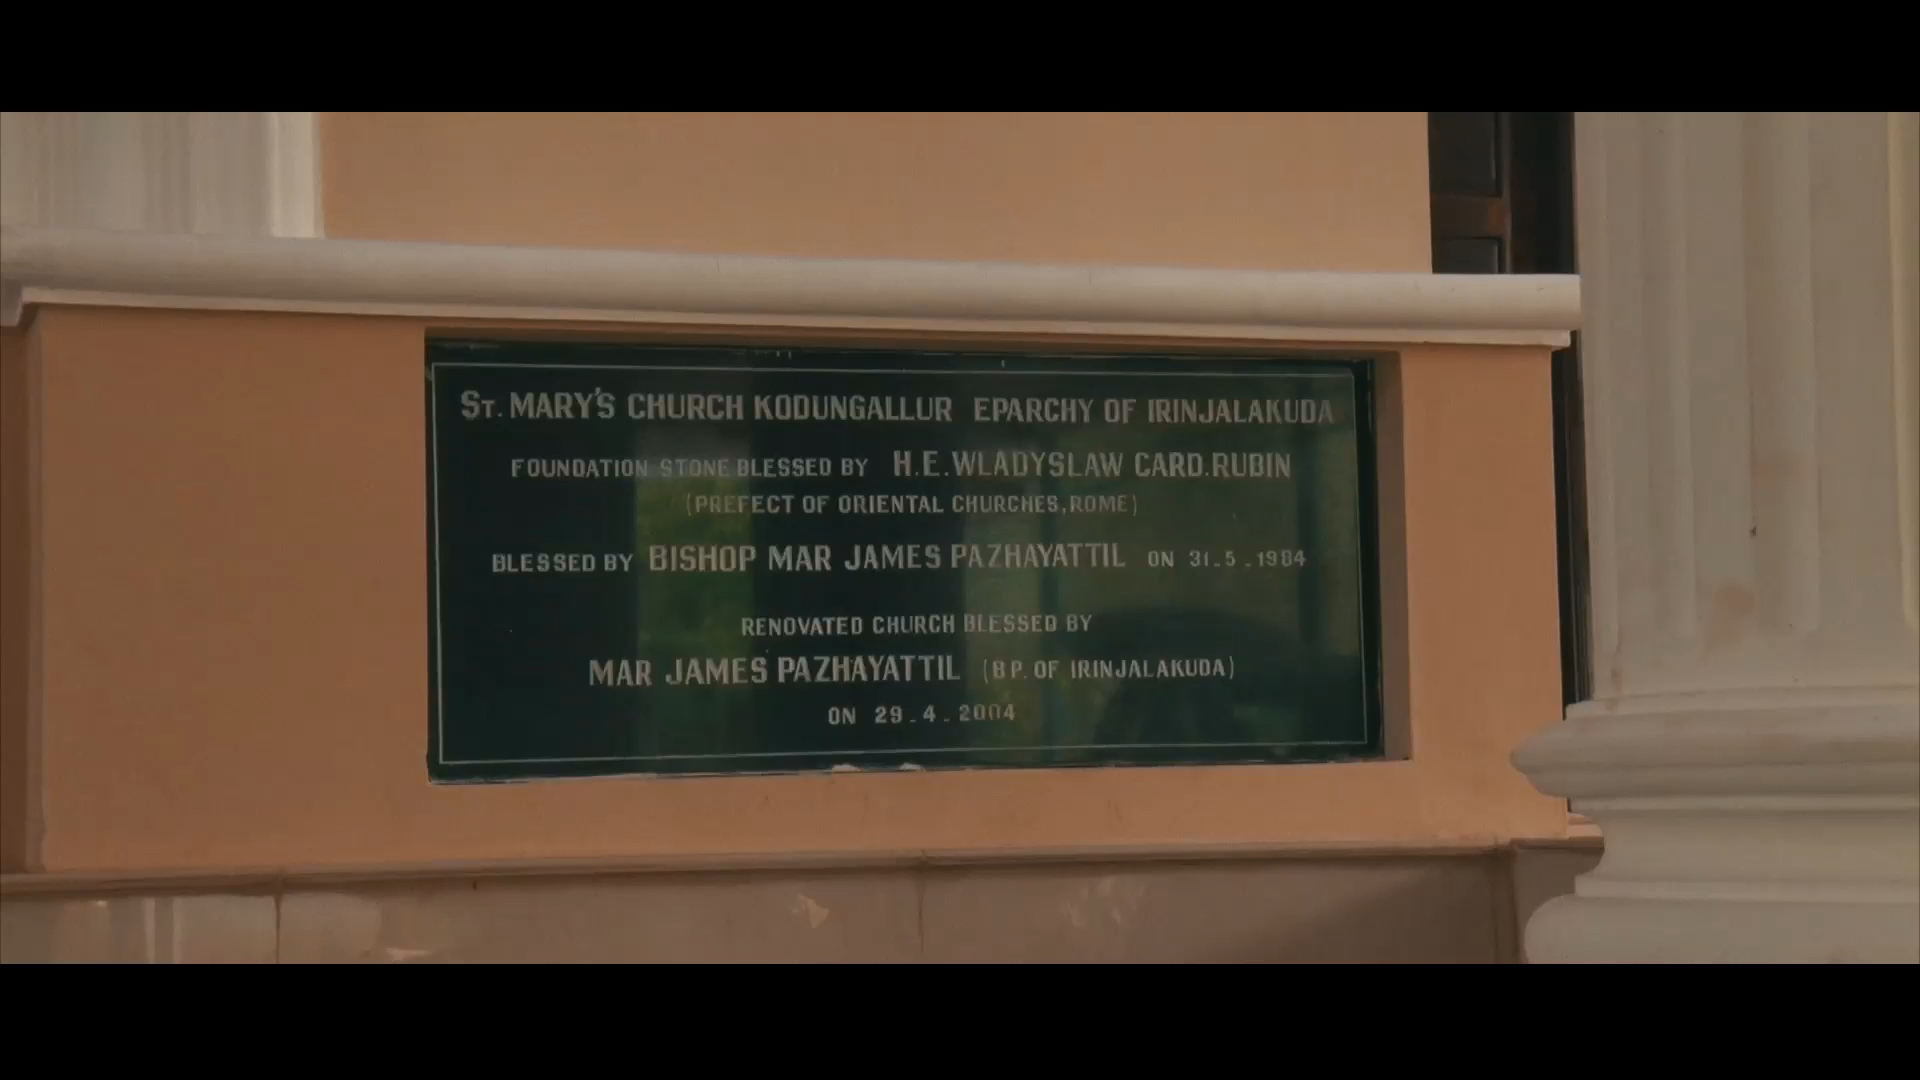 ST. MARY'S CHURCH KODUNGALLUR EPARCHY OF IRINJALAKUDA
FOUNDATION STONE BLESSED BY H.E. WLADYSLAW CARD. RUBIN
(PREFECT OF ORIENTAL CHURCHES, ROME)
BLESSED BY BISHOP MAR JAMES PAZHAYATTIL ON 31.5.1984
RENOVATED CHURCH BLESSED BY
MAR JAMES PAZHAYATTIL (BP. OF IRINJALAKUDA)
ON 29.4.2004